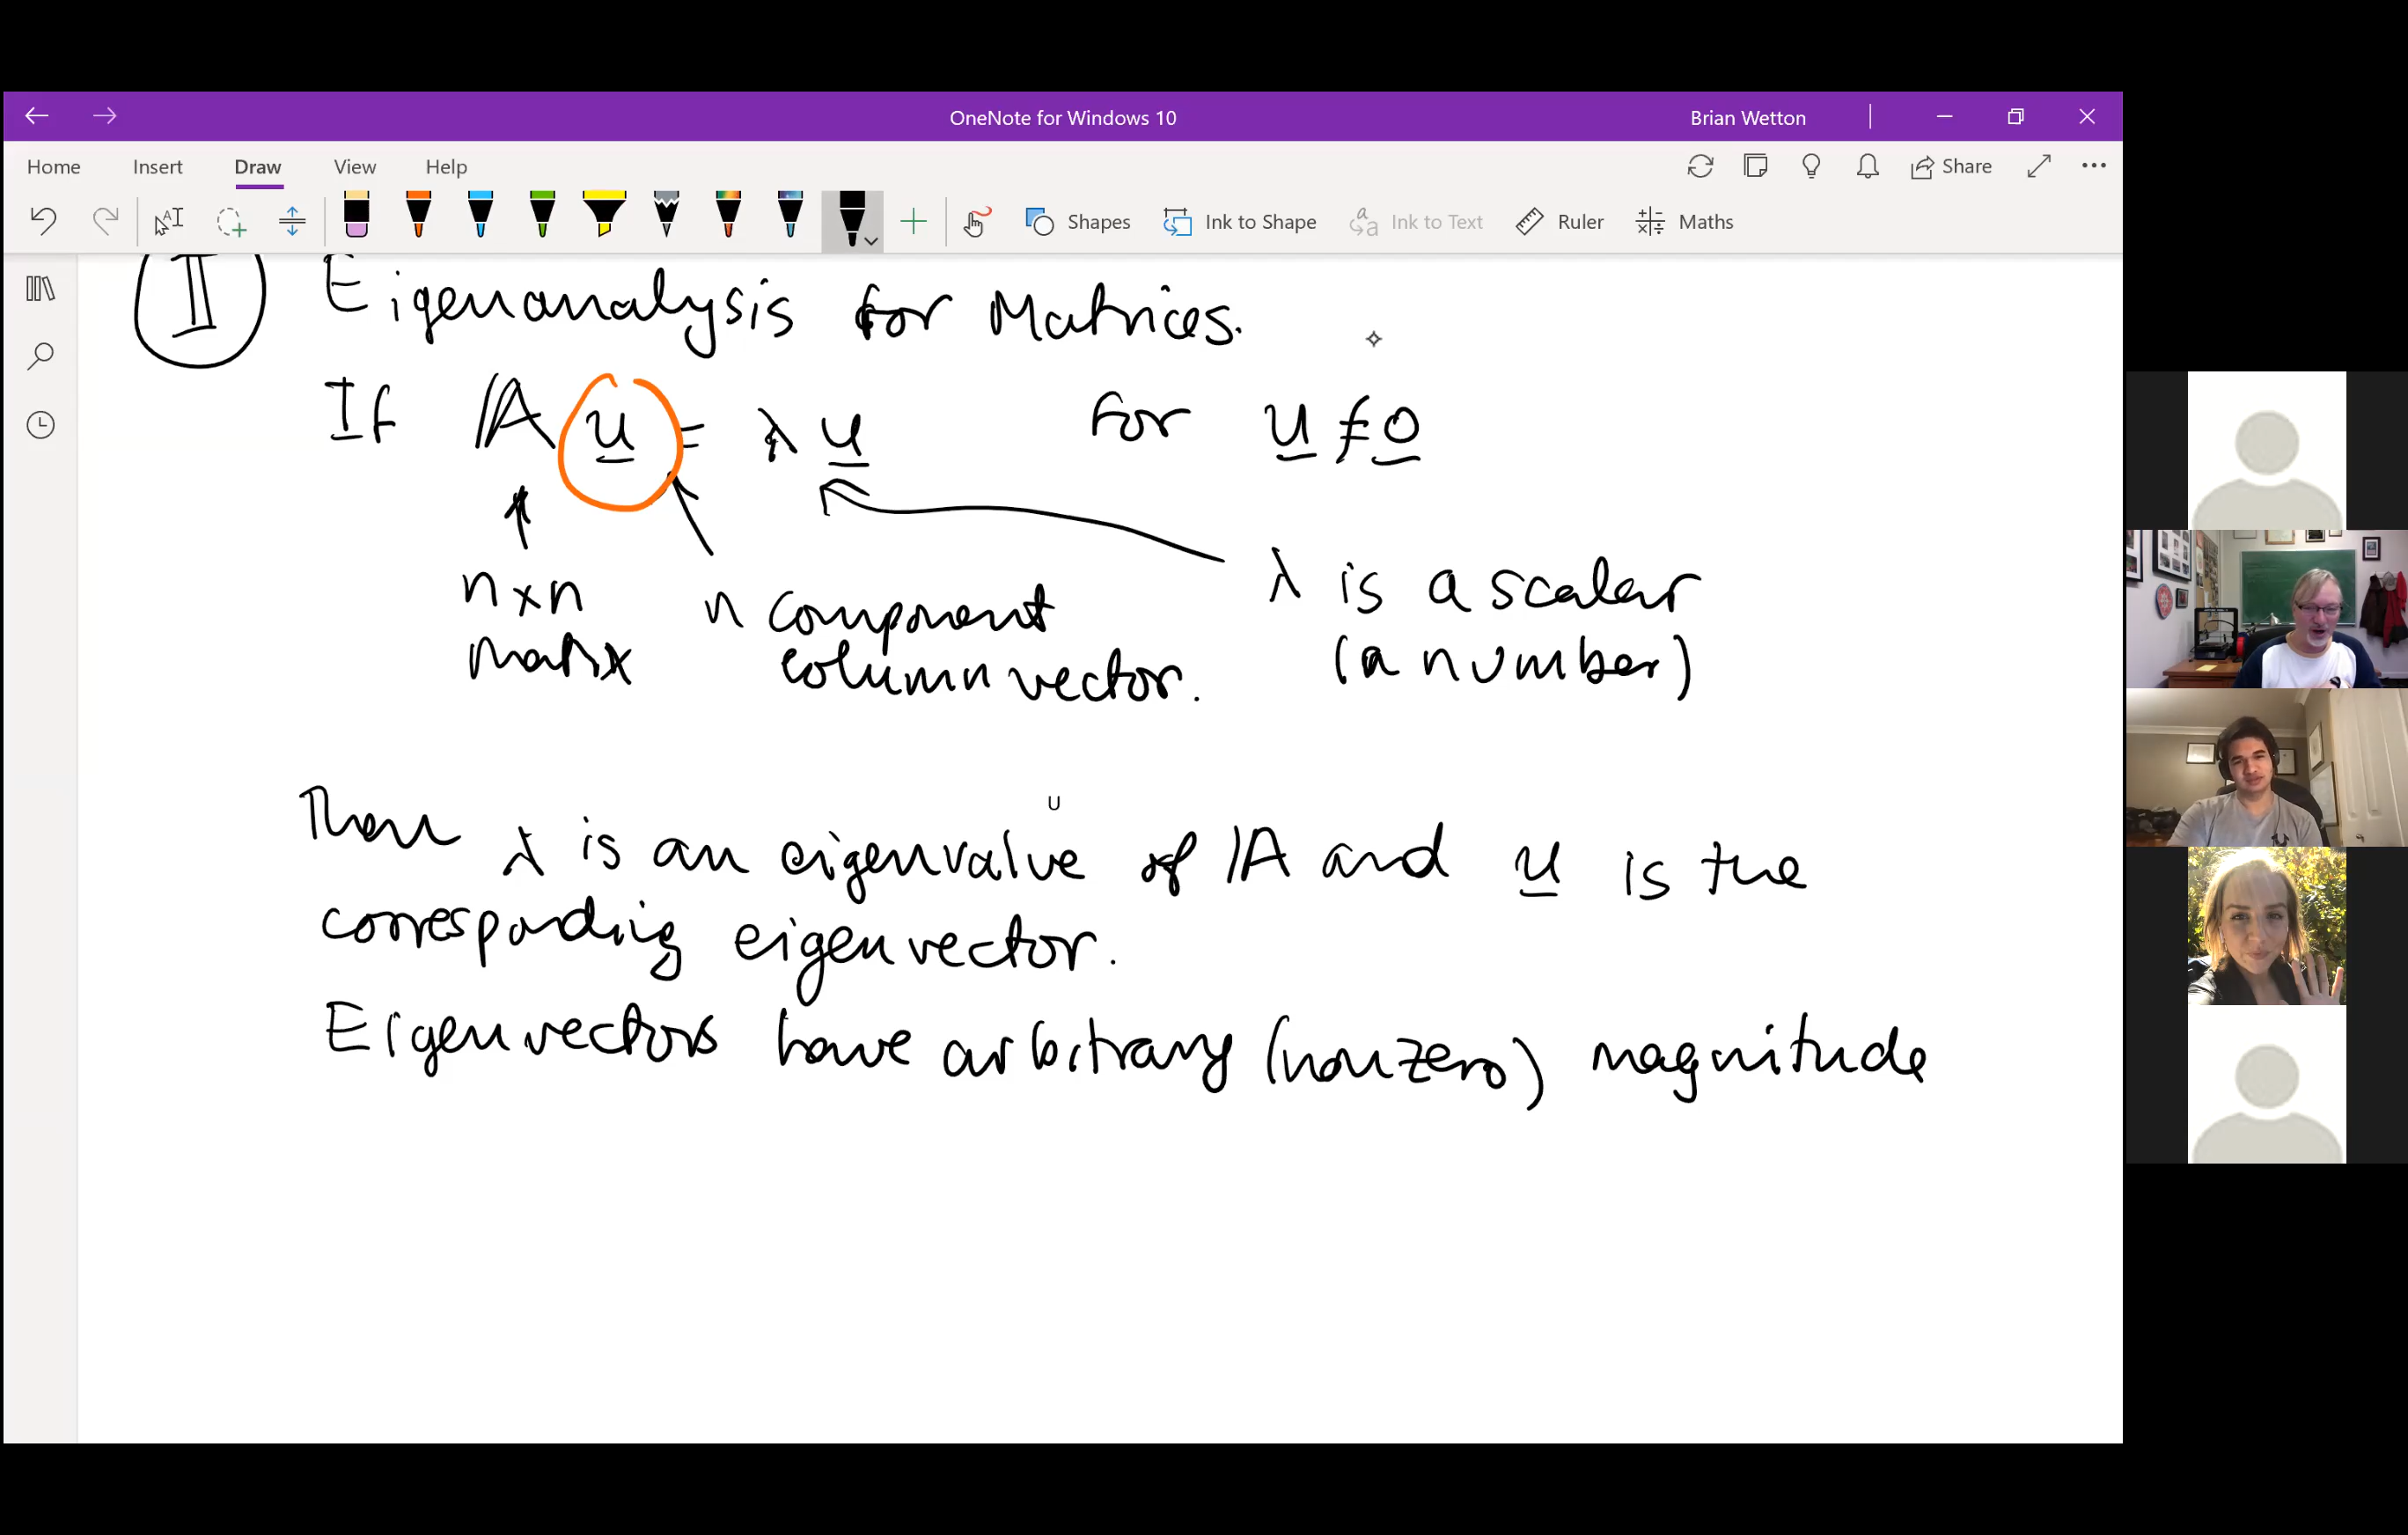 OneNote for Windows 10
Brian Wetton
Home Insert Draw View Help
Share
Shapes Ink to Shape Ink to Text Ruler Maths
I Eigenanalysis for Matrices.
If A u = λ u for u ≠ 0
n x n n component λ is a scalar
matrix column vector. (a number)
U
Then λ is an eigenvalue of A and u is the
corresponding eigenvector.
Eigenvectors have arbitrary (nonzero) magnitude